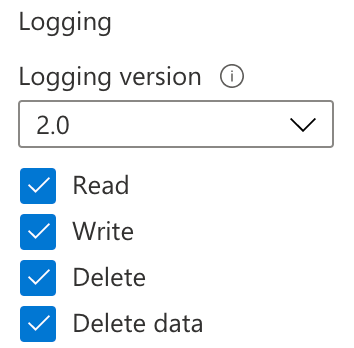 Logging
Logging version
2.0
Read
Write
Delete
Delete data